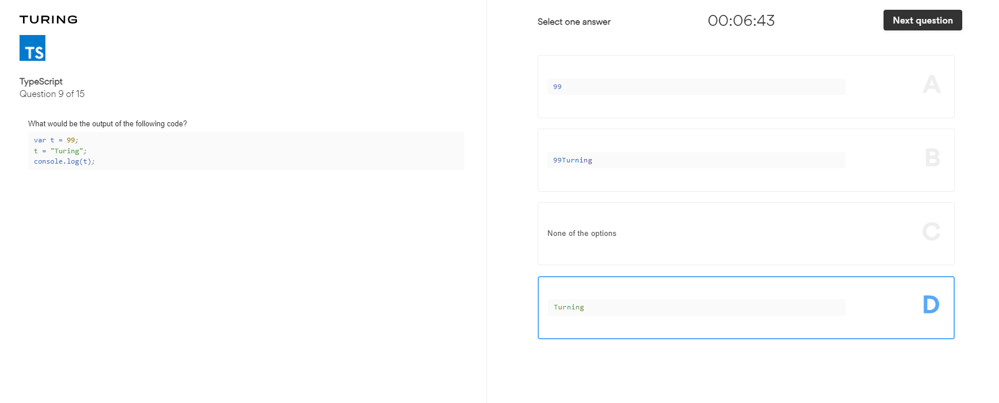 TURING
TS
TypeScript
Question 9 of 15
What would be the output of the following code?
var t = 99;
t = "Turing";
console.log(t);
Select one answer
00:06:43
Next question
99
A
99Turning
B
None of the options
C
Turning
D